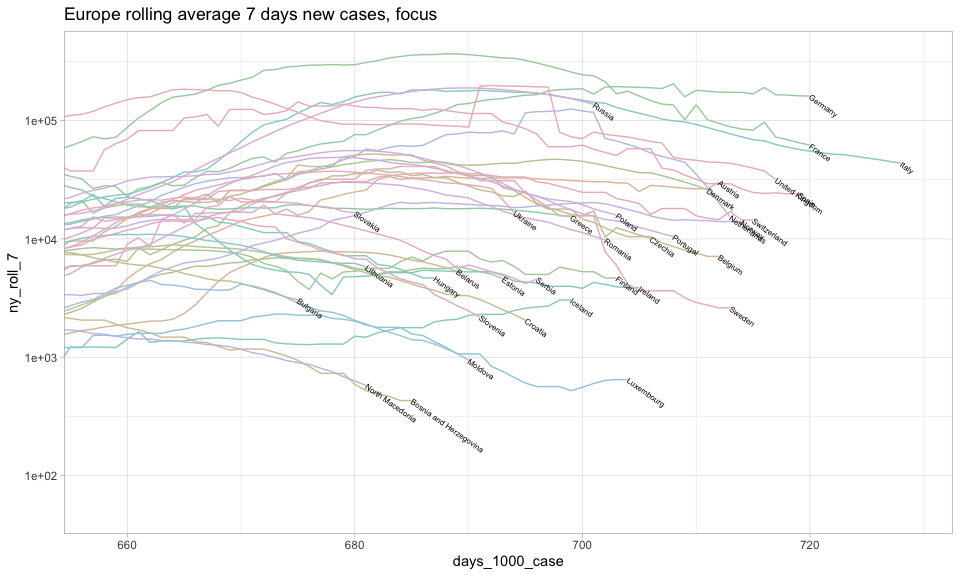 Europe rolling average 7 days new cases, focus
ny_roll_7
1e+05
1e+04
1e+03
1e+02
Germany
Russia
France
Italy
United Kingdom
Austria
Denmark
Slovakia
Ukraine
Greece
Poland
Switzerland
Netherlands
Romania
Czechia
Portugal
Belgium
Lithuania
Hungary
Belarus
Estonia
Serbia
Finland
Ireland
Iceland
Sweden
Bulgaria
Slovenia
Croatia
Moldova
Luxembourg
North Macedonia
Bosnia and Herzegovina
660
680
700
720
days_1000_case